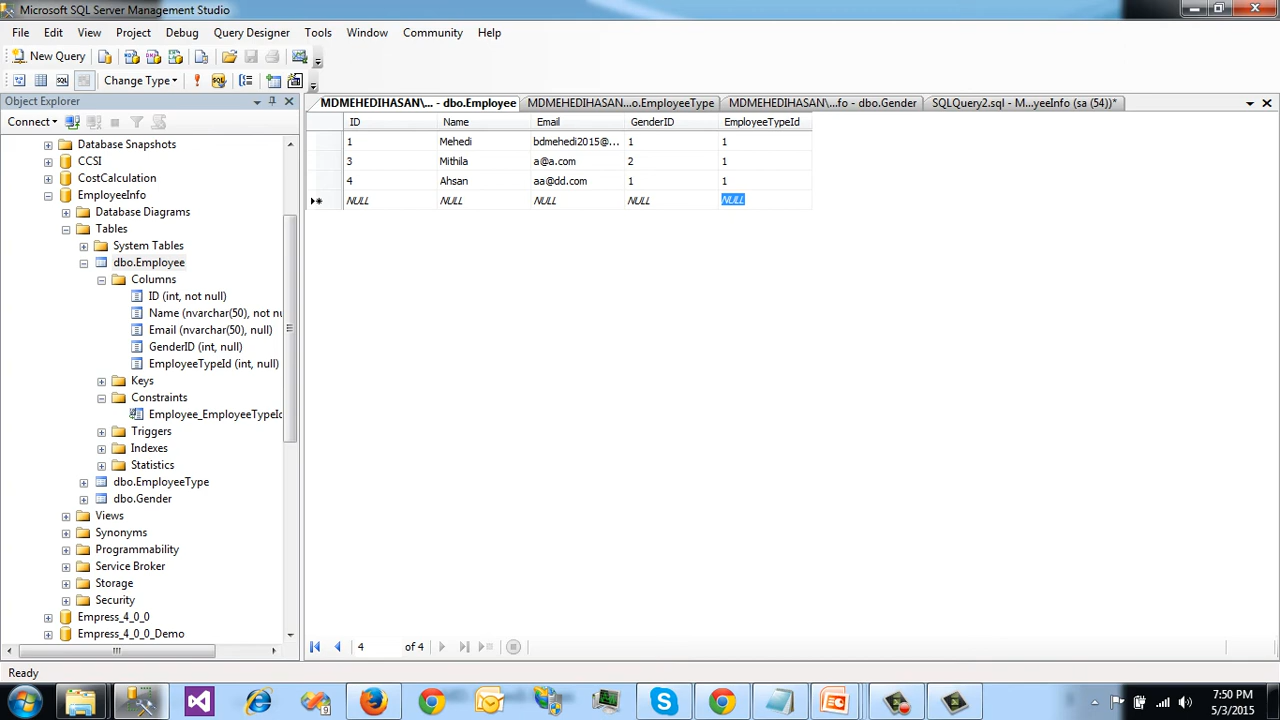 Microsoft SQL Server Management Studio
File Edit View Project Debug Query Designer Tools Window Community Help
New Query
Change Type
Object Explorer
MDMEHEDIHASAN\... - dbo.Employee MDMEHEDIHASAN...o.EmployeeType MDMEHEDIHASAN\...fo - dbo.Gender SQLQuery2.sql - M...yeeInfo (sa (54))*
Connect
Database Snapshots
CCSI
CostCalculation
EmployeeInfo
Database Diagrams
Tables
System Tables
dbo.Employee
Columns
ID (int, not null)
Name (nvarchar(50), not nu
Email (nvarchar(50), null)
GenderID (int, null)
EmployeeTypeId (int, null)
Keys
Constraints
Employee_EmployeeTypeId
Triggers
Indexes
Statistics
dbo.EmployeeType
dbo.Gender
Views
Synonyms
Programmability
Service Broker
Storage
Security
Empress_4_0_0
Empress_4_0_0_Demo
ID Name Email GenderID EmployeeTypeId
1 Mehedi bdmehedi2015@... 1 1
3 Mithila a@a.com 2 1
4 Ahsan aa@dd.com 1 1
NULL NULL NULL NULL NULL
4 of 4
Ready
7:50 PM
5/3/2015